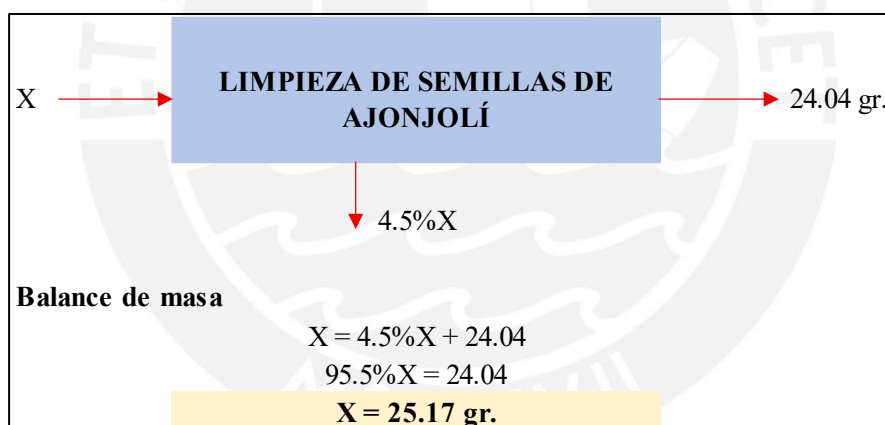 LIMPIEZA DE SEMILLAS DE
AJONJOLÍ
X
24.04 gr.
4.5%X
Balance de masa
X = 4.5%X + 24.04
95.5%X = 24.04
X = 25.17 gr.